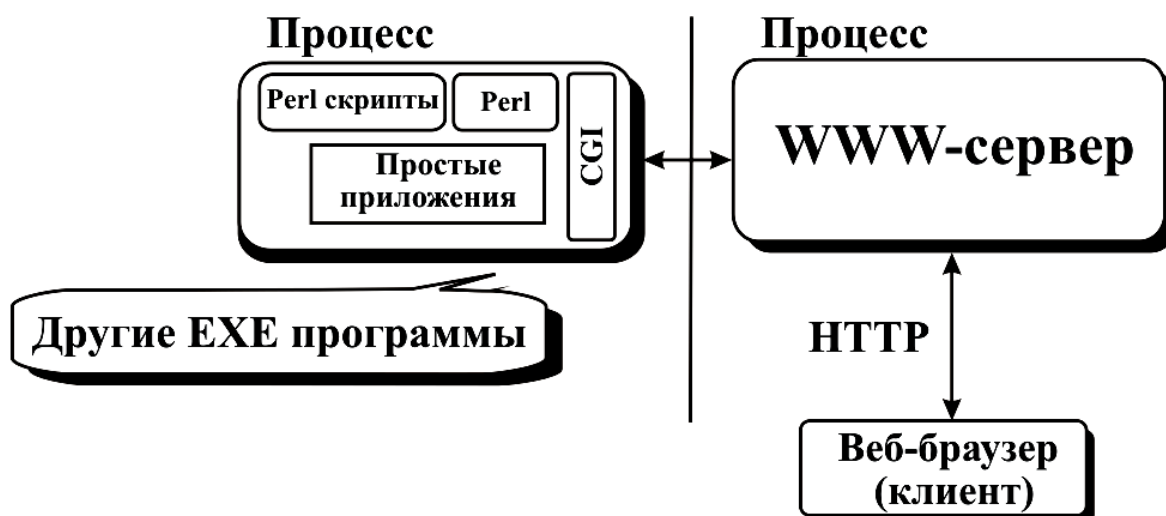 Процесс
Perl скрипты
Perl
CGI
Простые
приложения
Другие EXE программы
Процесс
WWW-сервер
HTTP
Веб-браузер
(клиент)